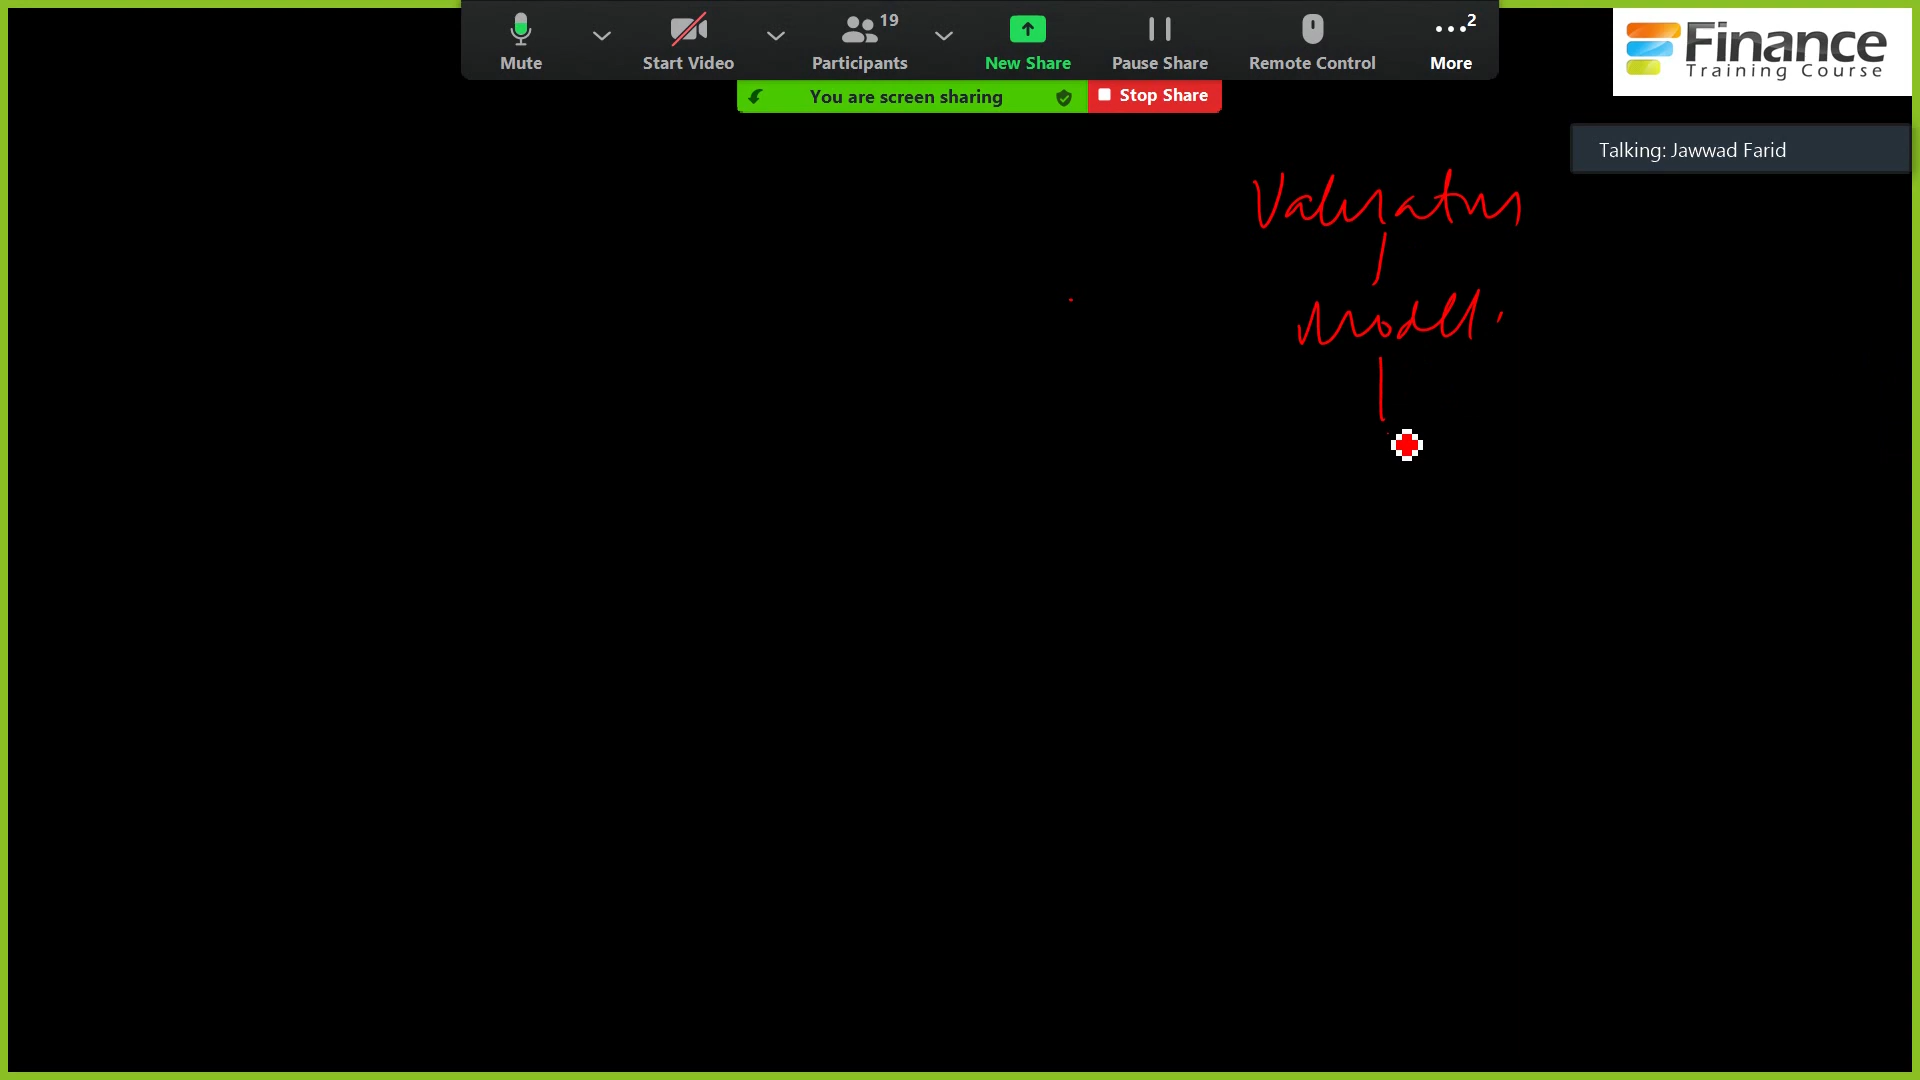 Mute
Start Video
Participants 19
New Share
Pause Share
Remote Control
More 2
Finance
Training Course
You are screen sharing
Stop Share
Talking: Jawwad Farid
Valuation
Modell